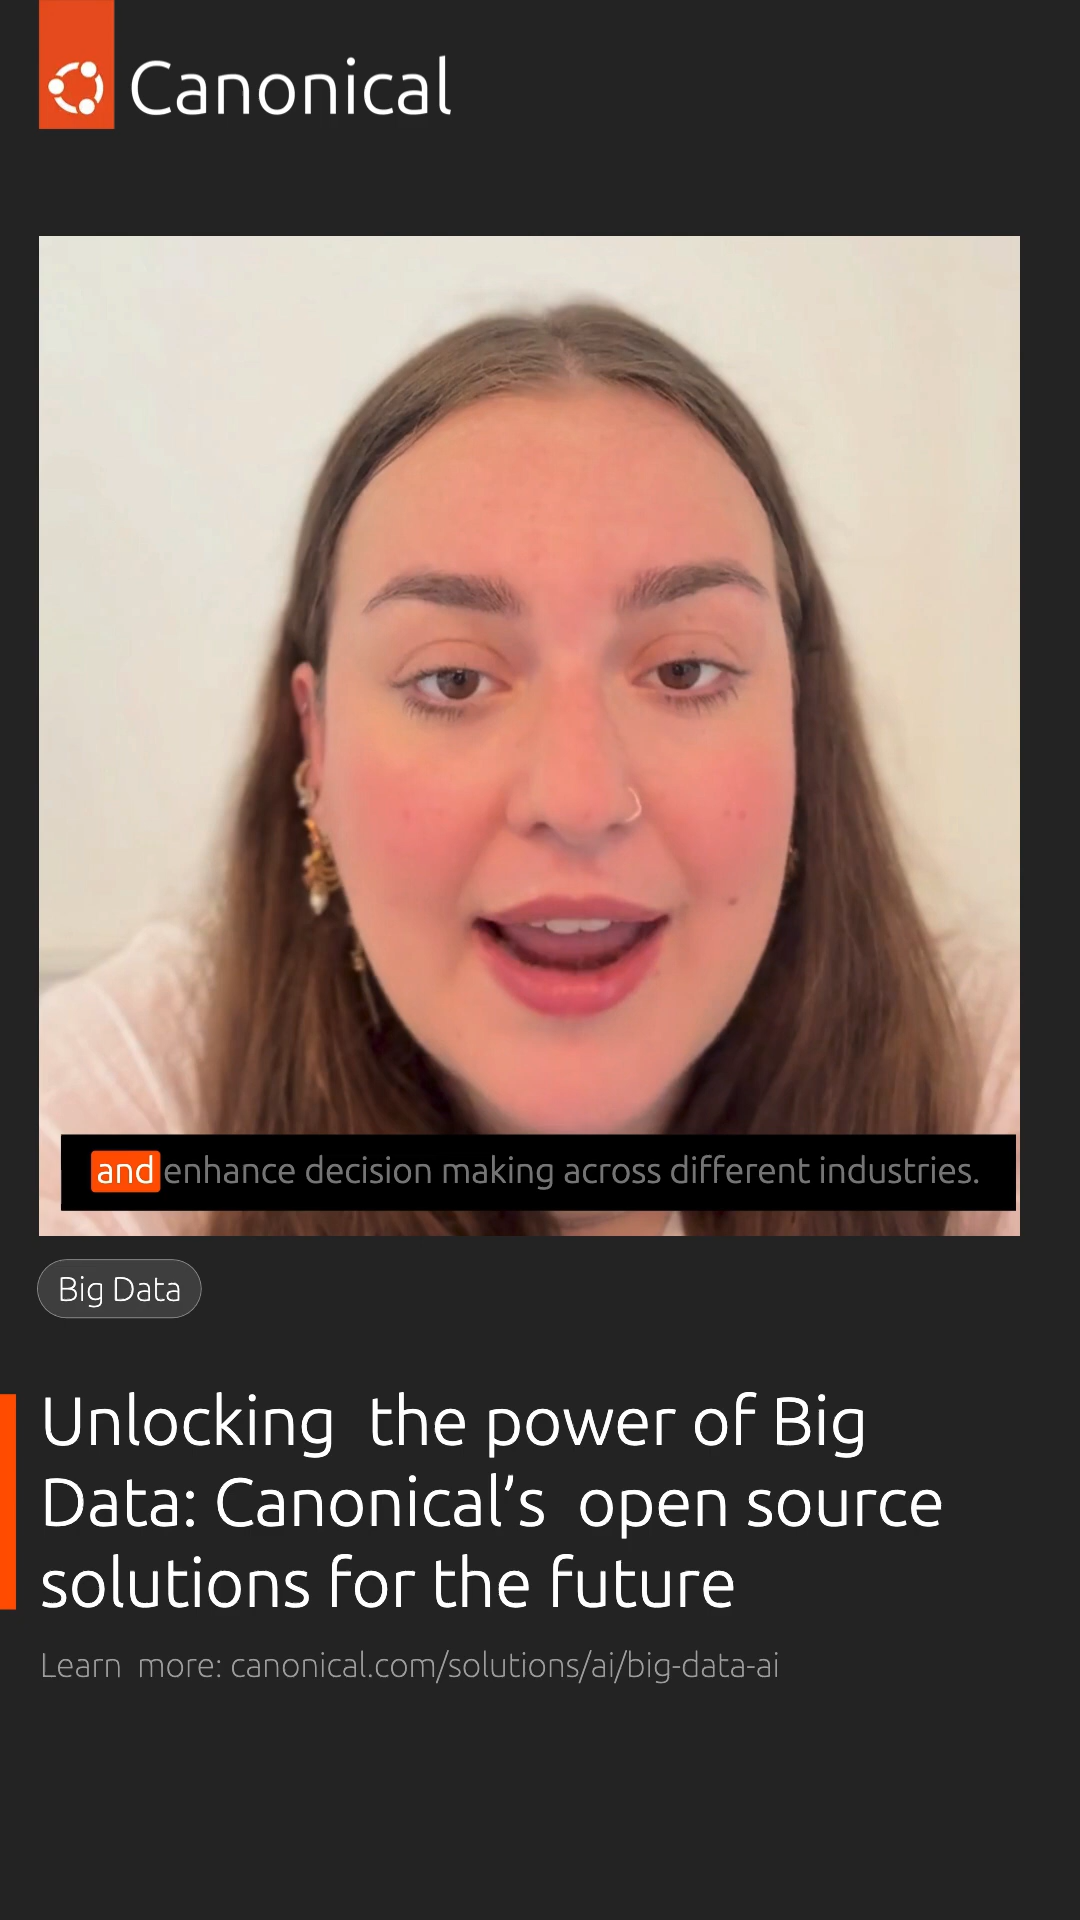 Canonical
and enhance decision making across different industries.
Big Data
Unlocking the power of Big
Data: Canonical’s open source
solutions for the future
Learn more: canonical.com/solutions/ai/big-data-ai